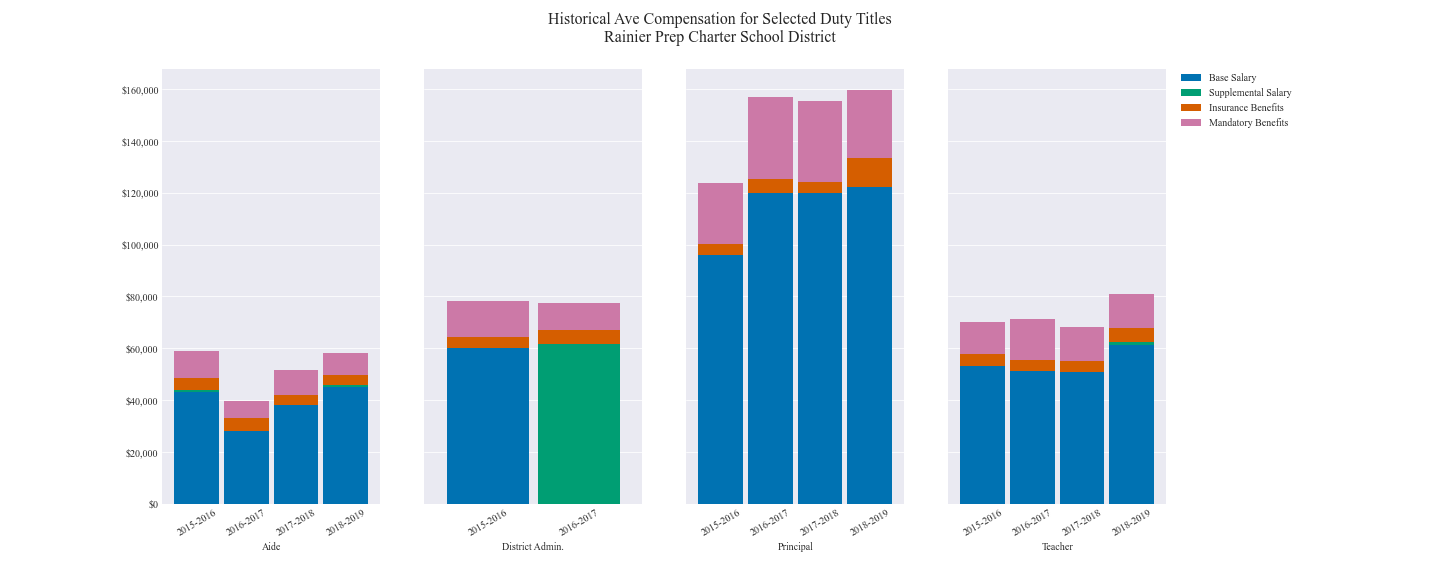 Historical Ave Compensation for Selected Duty Titles
Rainier Prep Charter School District
$160,000
$140,000
$120,000
$100,000
$80,000
$60,000
$40,000
$20,000
$0
2015-2016
2016-2017
2017-2018
2018-2019
Aide
2015-2016
2016-2017
District Admin.
2015-2016
2016-2017
2017-2018
2018-2019
Principal
2015-2016
2016-2017
2017-2018
2018-2019
Teacher
Base Salary
Supplemental Salary
Insurance Benefits
Mandatory Benefits